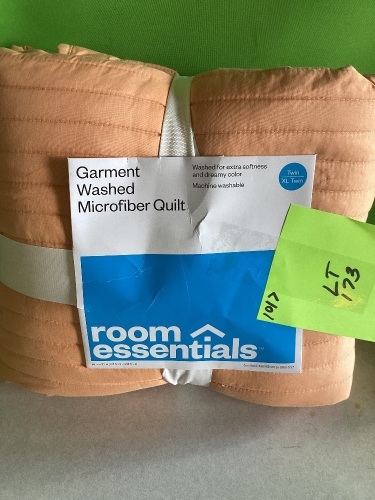 Garment
Washed
Microfiber Quilt
Washed for extra softness
and dreamy color
Machine washable
Twin
XL Twin
room
essentials
LT
173
1017